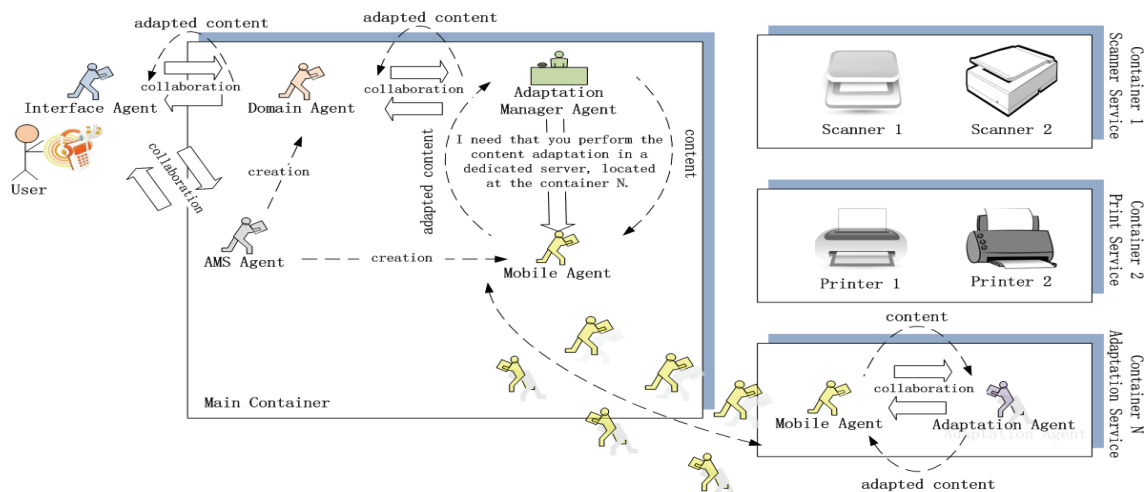 adapted content
collaboration
Interface Agent
User
collaboration
Domain Agent
creation
AMS Agent
creation
adapted content
collaboration
Adaptation
Manager Agent
I need that you perform the
content adaptation in a
dedicated server, located
at the container N.
adapted content
content
Mobile Agent
Main Container
Scanner 1
Scanner 2
Container 1
Scanner Service
Printer 1
Printer 2
Container 2
Print Service
content
collaboration
Mobile Agent
Adaptation Agent
Adaptation Agent
adapted content
Container N
Adaptation Service